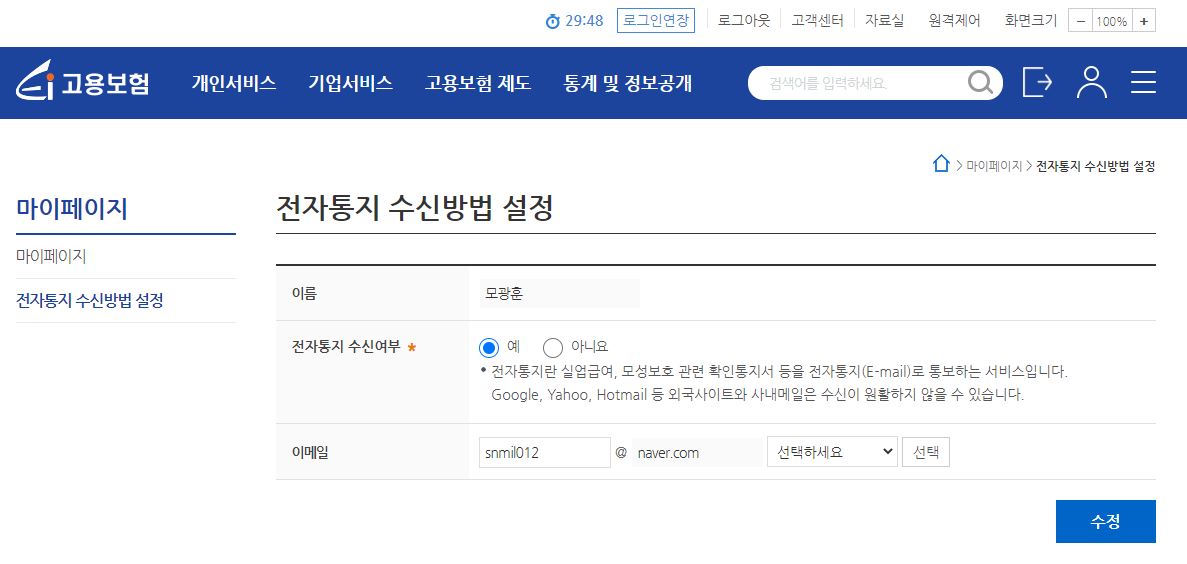 29:48 로그인연장 로그아웃 고객센터 자료실 원격제어 화면크기 − 100% +
고용보험 개인서비스 기업서비스 고용보험 제도 통계 및 정보공개 검색어를 입력하세요.
> 마이페이지 > 전자통지 수신방법 설정
마이페이지
마이페이지
전자통지 수신방법 설정
전자통지 수신방법 설정
이름 모광훈
전자통지 수신여부 * 예 아니요
• 전자통지란 실업급여, 모성보호 관련 확인통지서 등을 전자통지(E-mail)로 통보하는 서비스입니다.
Google, Yahoo, Hotmail 등 외국사이트와 사내메일은 수신이 원활하지 않을 수 있습니다.
이메일 snmil012 @ naver.com 선택하세요 선택
수정